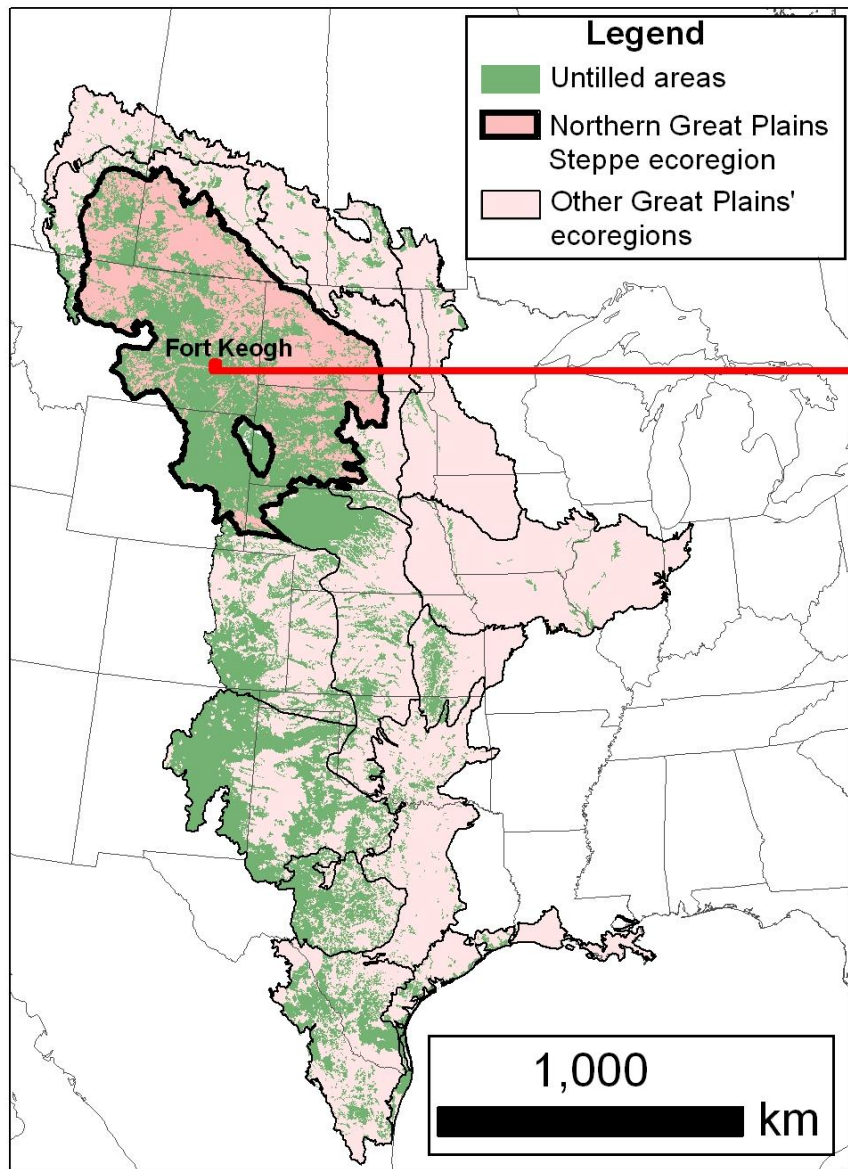 Legend
Untilled areas
Northern Great Plains
Steppe ecoregion
Other Great Plains'
ecoregions
Fort Keogh
1,000
km